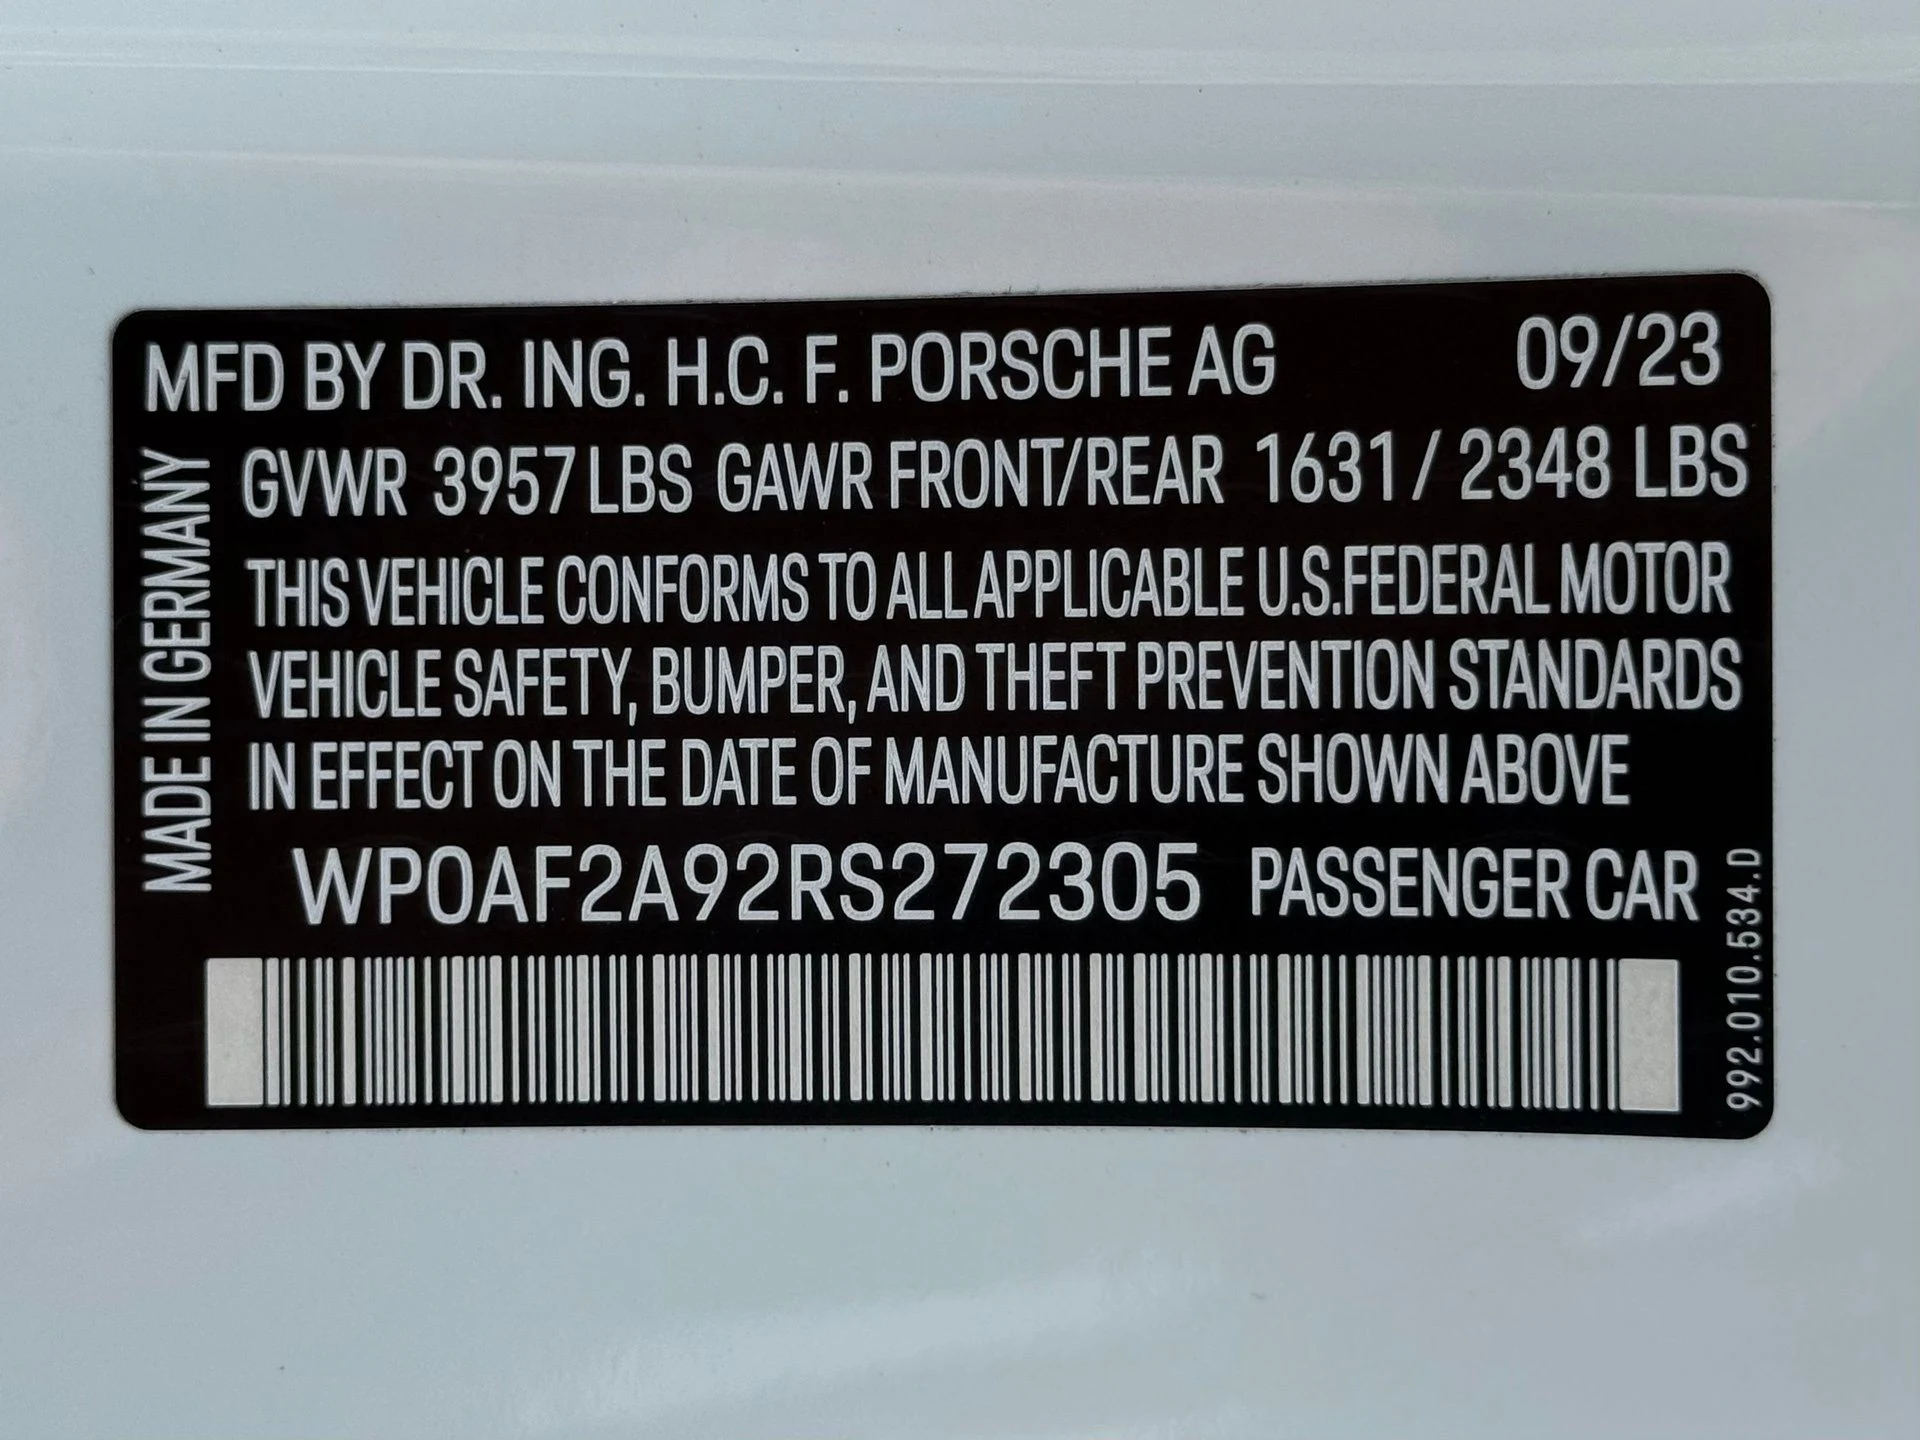 MFD BY DR. ING. H.C. F. PORSCHE AG 09/23
GVWR 3957 LBS GAWR FRONT/REAR 1631 / 2348 LBS
THIS VEHICLE CONFORMS TO ALL APPLICABLE U.S.FEDERAL MOTOR
VEHICLE SAFETY, BUMPER, AND THEFT PREVENTION STANDARDS
IN EFFECT ON THE DATE OF MANUFACTURE SHOWN ABOVE
WP0AF2A92RS272305 PASSENGER CAR
MADE IN GERMANY
992.010.534.D